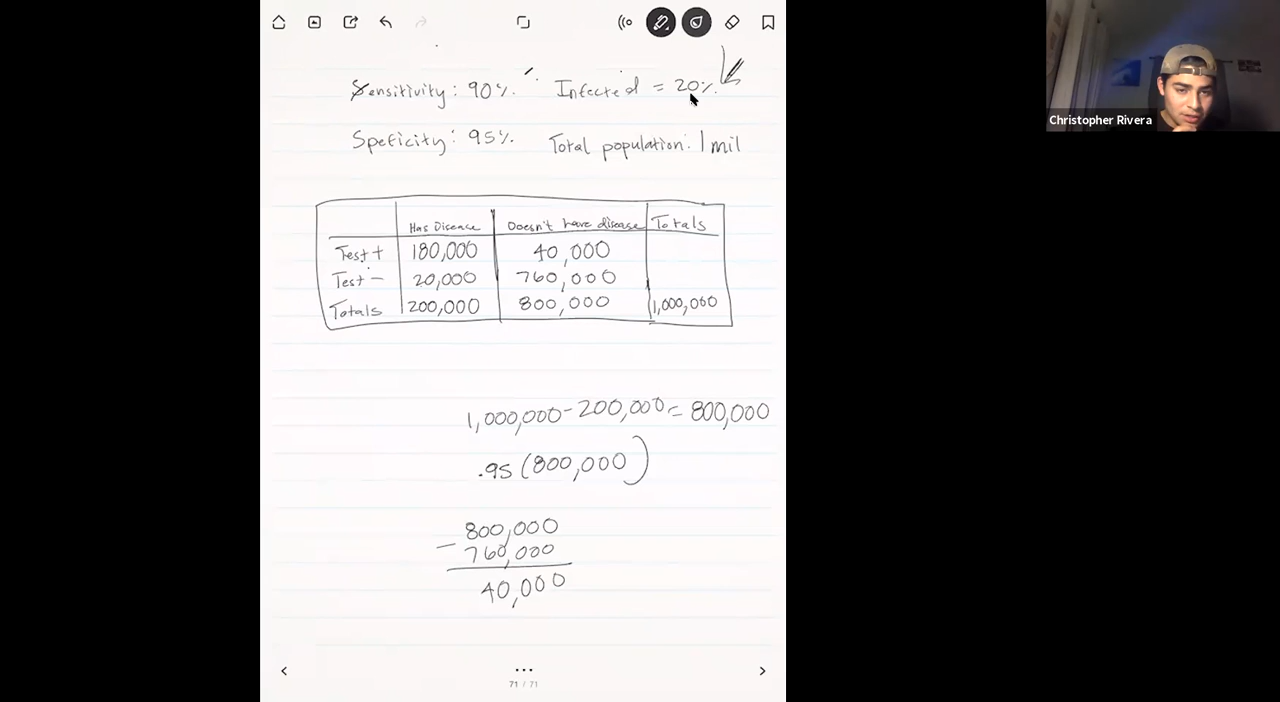 Christopher Rivera
Sensitivity: 90%. Infected = 20%.
Speficity: 95%. Total population: 1 mil
Has Disease Doesn't have disease Totals
Test + 180,000 40,000
Test - 20,000 760,000
Totals 200,000 800,000 1,000,000
1,000,000 - 200,000 = 800,000
.95 (800,000)
800,000
- 760,000
40,000
71 / 71